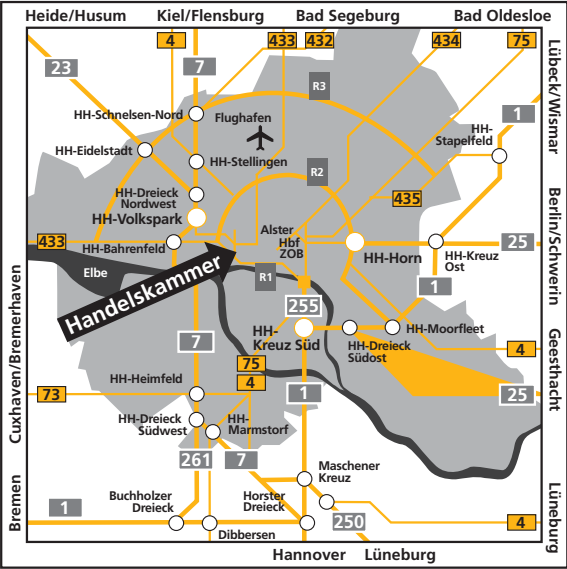 Heide/Husum
Kiel/Flensburg
Bad Segeburg
Bad Oldesloe
4
433
432
434
75
23
7
R3
Lübeck/Wismar
1
HH-Schnelsen-Nord
Flughafen
HH-
Stapelfeld
HH-Eidelstadt
HH-Stellingen
R2
HH-Dreieck
Nordwest
435
HH-Volkspark
Berlin/Schwerin
433
HH-Bahrenfeld
Alster
Hbf
ZOB
HH-Horn
HH-Kreuz
Ost
25
Elbe
Handelskammer
R1
1
255
Cuxhaven/Bremerhaven
7
HH-
Kreuz Süd
HH-Moorfleet
HH-Dreieck
Südost
4
Geesthacht
75
4
HH-Heimfeld
73
1
25
HH-Dreieck
Südwest
HH-
Marmstorf
261
7
Maschener
Kreuz
Bremen
1
Buchholzer
Dreieck
Horster
Dreieck
250
4
Lüneburg
Dibbersen
Hannover
Lüneburg